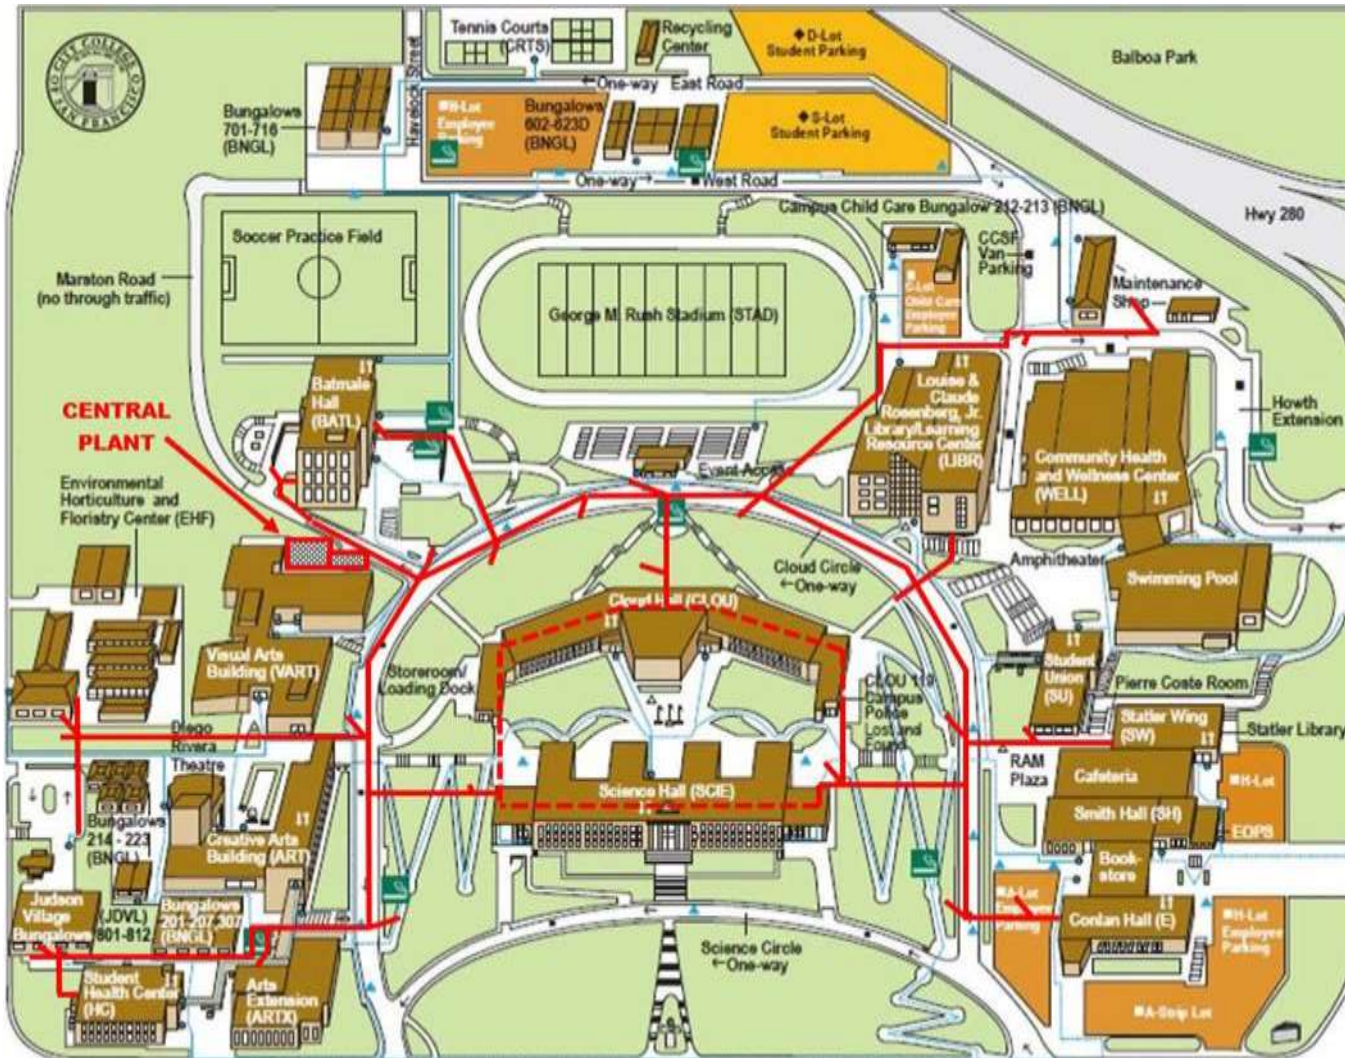 CITY COLLEGE OF SAN FRANCISCO
Tennis Courts
(CRTS)
Recycling
Center
D-Lot
Student Parking
Balboa Park
Havelock Street
←One-way East Road
Bungalows
701-716
(BNGL)
H-Lot
Employee
Parking
Bungalows
602-623D
(BNGL)
S-Lot
Student Parking
One-way→
West Road
Campus Child Care Bungalow 212-213 (BNGL)
Hwy 280
Soccer Practice Field
CCSF
Van
Parking
Marston Road
(no through traffic)
Maintenance
Shop
Child Care
Employee
Parking
George M. Rush Stadium (STAD)
Batmale
Hall
(BATL)
Louise &
Claude
Rosenberg, Jr.
Library/Learning
Resource Center
(LIBR)
CENTRAL
PLANT
Howth
Extension
Community Health
and Wellness Center
(WELL)
Event Access
Environmental
Horticulture and
Floristry Center (EHF)
Amphitheater
Cloud Circle
←One-way
Swimming Pool
Cloud Hall (CLOU)
Visual Arts
Building (VART)
Storeroom/
Loading Dock
Student
Union
(SU)
CLOU 119
Campus
Police
Lost and
Found
Pierre Coste Room
Statler Wing
(SW)
Statler Library
Diego
Rivera
Theatre
RAM
Plaza
Cafeteria
H-Lot
Science Hall (SCIE)
Smith Hall (SH)
EOPS
Bungalows
214 - 223
(BNGL)
Creative Arts
Building (ART)
Book-
store
Judson
Village
Bungalows
(JDVL)
801-812
Bungalows
201-207,307
(BNGL)
A-Lot
Employee
Parking
Conlan Hall (E)
H-Lot
Employee
Parking
Science Circle
←One-way
Student
Health Center
(HC)
Arts
Extension
(ARTX)
A-Strip Lot